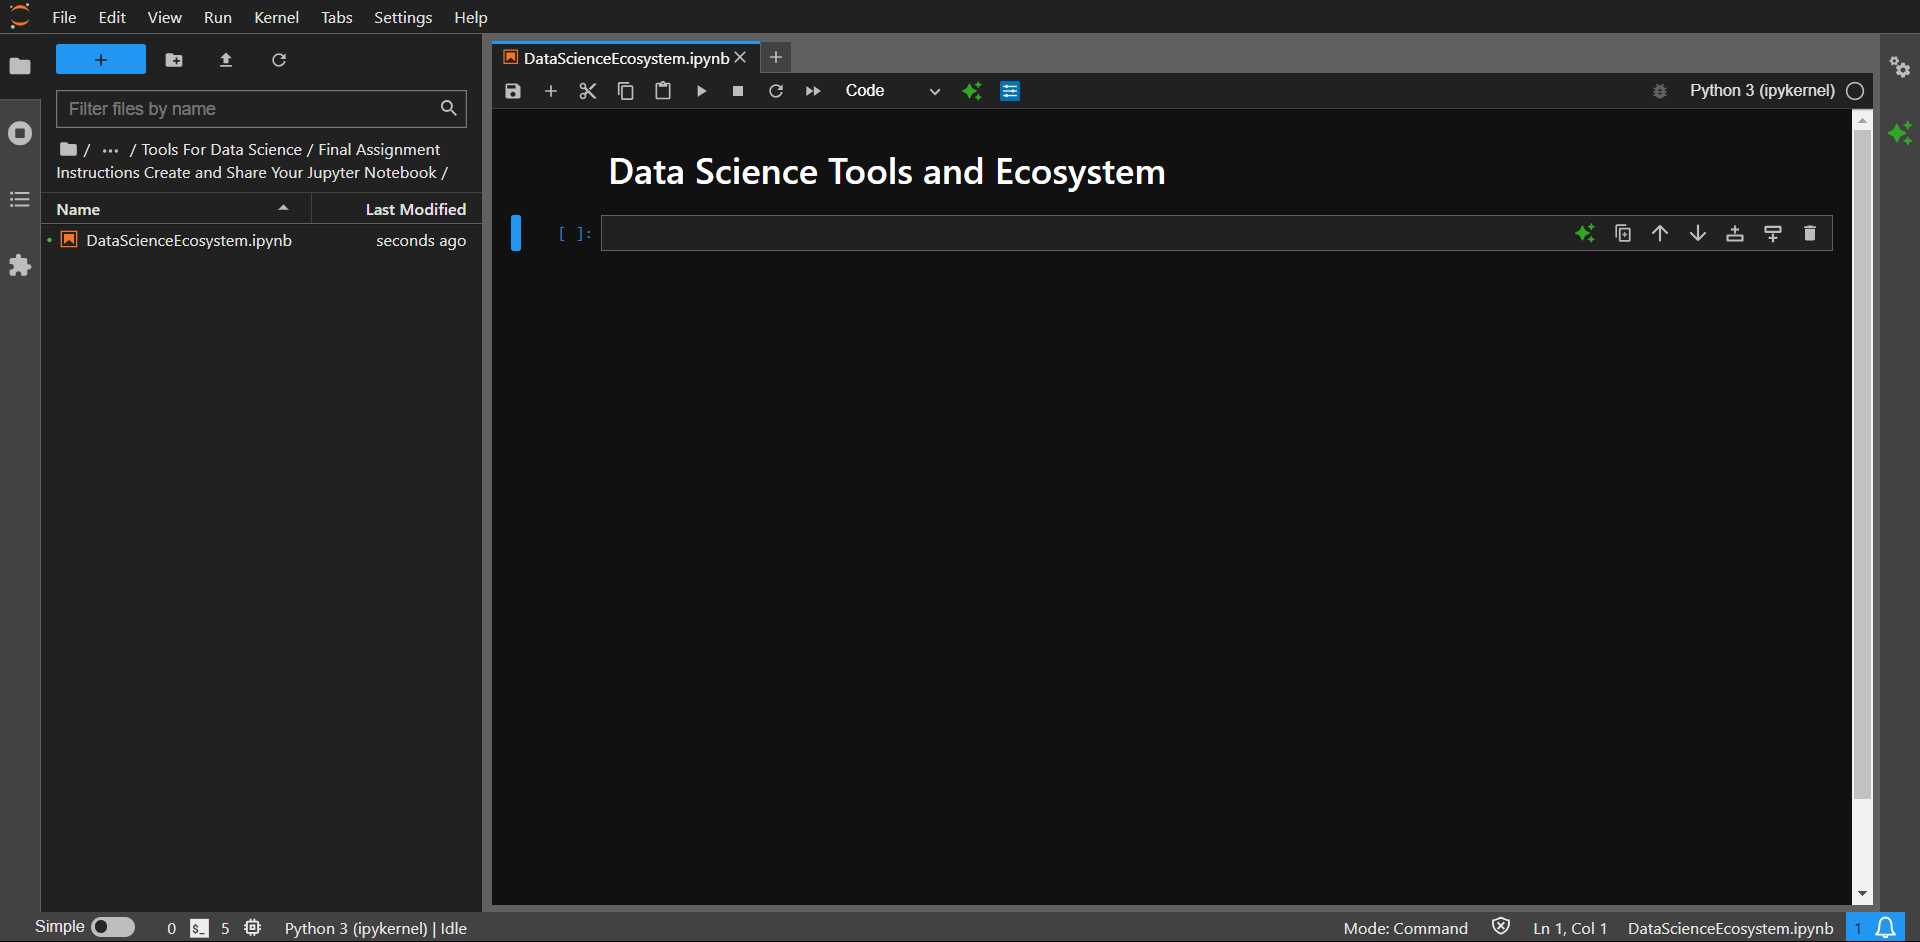 File Edit View Run Kernel Tabs Settings Help
DataScienceEcosystem.ipynb
Filter files by name
Code
Python 3 (ipykernel)
/ ... / Tools For Data Science / Final Assignment
Instructions Create and Share Your Jupyter Notebook /
Name Last Modified
DataScienceEcosystem.ipynb seconds ago
Data Science Tools and Ecosystem
[ ]:
Simple 0 $_ 5 Python 3 (ipykernel) | Idle Mode: Command Ln 1, Col 1 DataScienceEcosystem.ipynb 1